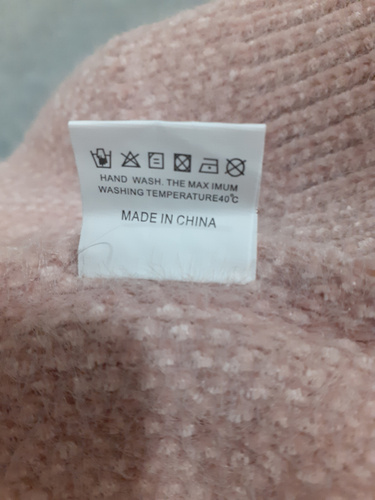 HAND WASH. THE MAX IMUM
WASHING TEMPERATURE40℃
MADE IN CHINA